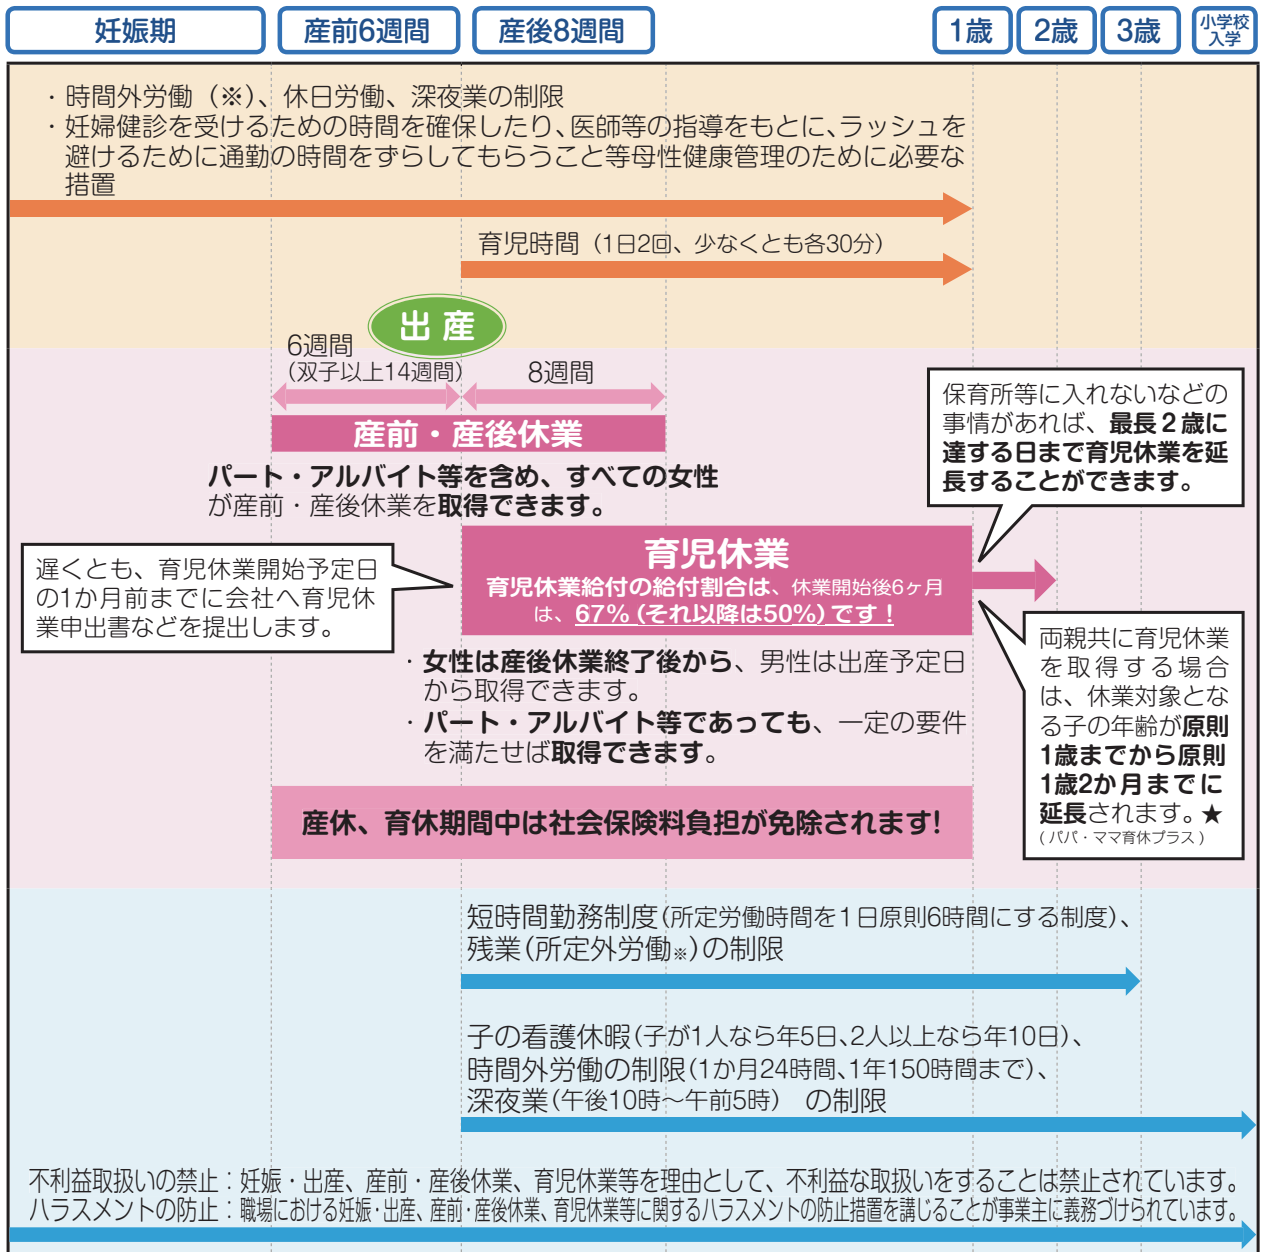 妊娠期
産前6週間
産後8週間
1歳
2歳
3歳
小学校
入学
・時間外労働（※）、休日労働、深夜業の制限
・妊婦健診を受けるための時間を確保したり、医師等の指導をもとに、ラッシュを
避けるために通勤の時間をずらしてもらうこと等母性健康管理のために必要な
措置
育児時間（1日2回、少なくとも各30分）
出産
6週間
（双子以上14週間）
8週間
産前・産後休業
パート・アルバイト等を含め、すべての女性
が産前・産後休業を取得できます。
保育所等に入れないなどの
事情があれば、最長２歳に
達する日まで育児休業を延
長することができます。
遅くとも、育児休業開始予定日
の1か月前までに会社へ育児休
業申出書などを提出します。
育児休業
育児休業給付の給付割合は、休業開始後6ヶ月
は、67%（それ以降は50%）です！
・女性は産後休業終了後から、男性は出産予定日
から取得できます。
・パート・アルバイト等であっても、一定の要件
を満たせば取得できます。
両親共に育児休業
を取得する場合
は、休業対象とな
る子の年齢が原則
1歳までから原則
1歳2か月までに
延長されます。★
(パパ・ママ育休プラス)
産休、育休期間中は社会保険料負担が免除されます!
短時間勤務制度(所定労働時間を１日原則6時間にする制度)、
残業(所定外労働※)の制限
子の看護休暇(子が1人なら年5日、2人以上なら年10日)、
時間外労働の制限(1か月24時間、1年150時間まで)、
深夜業(午後10時～午前5時)　の制限
不利益取扱いの禁止：妊娠・出産、産前・産後休業、育児休業等を理由として、不利益な取扱いをすることは禁止されています。
ハラスメントの防止：職場における妊娠・出産、産前・産後休業、育児休業等に関するハラスメントの防止措置を講じることが事業主に義務づけられています。